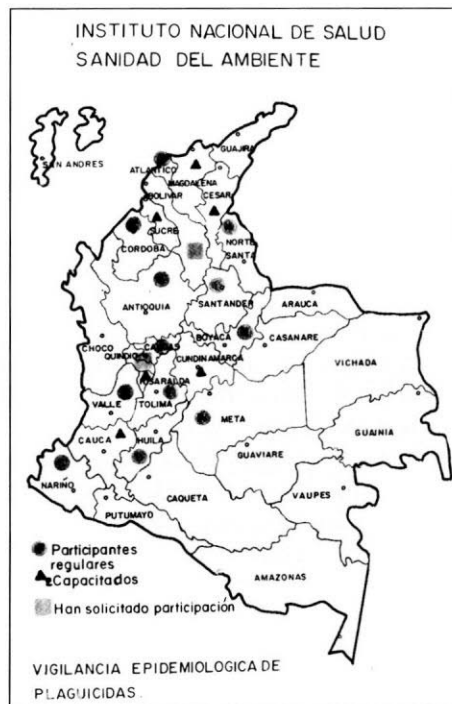 INSTITUTO NACIONAL DE SALUD
SANIDAD DEL AMBIENTE
SAN ANDRES
GUAJIRA
ATLANTICO
MAGDALENA
BOLIVAR
CESAR
SUCRE
CORDOBA
NORTE
SANTA
ANTIOQUIA
SANTANDER
ARAUCA
CHOCO
CALDAS
BOYACA
CASANARE
QUINDIO
CUNDINAMARCA
VICHADA
RISARALDA
VALLE
TOLIMA
META
GUAINIA
CAUCA
HUILA
GUAVIARE
NARIÑO
VAUPES
CAQUETA
PUTUMAYO
AMAZONAS
Participantes
regulares
Capacitados
Han solicitado participación
VIGILANCIA EPIDEMIOLOGICA DE
PLAGUICIDAS.